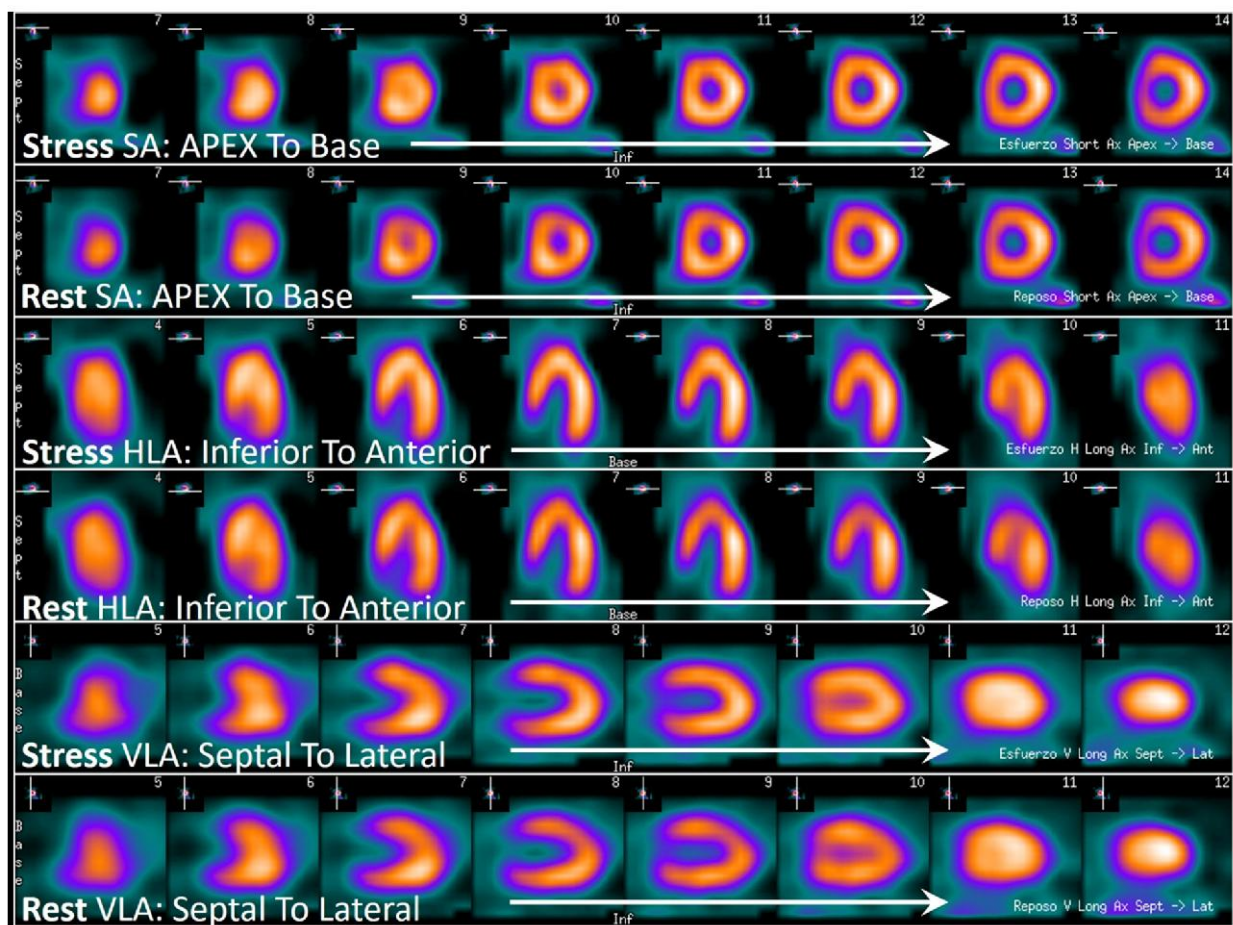 7 8 9 10 11 12 13 14
Sept
Stress SA: APEX To Base
Inf
Esfuerzo Short Ax Apex -> Base
7 8 9 10 11 12 13 14
Sept
Rest SA: APEX To Base
Inf
Reposo Short Ax Apex -> Base
4 5 6 7 8 9 10 11
Sept
Stress HLA: Inferior To Anterior
Base
Esfuerzo H Long Ax Inf -> Ant
4 5 6 7 8 9 10 11
Sept
Rest HLA: Inferior To Anterior
Base
Reposo H Long Ax Inf -> Ant
5 6 7 8 9 10 11 12
Base
Stress VLA: Septal To Lateral
Inf
Esfuerzo V Long Ax Sept -> Lat
5 6 7 8 9 10 11 12
Base
Rest VLA: Septal To Lateral
Inf
Reposo V Long Ax Sept -> Lat